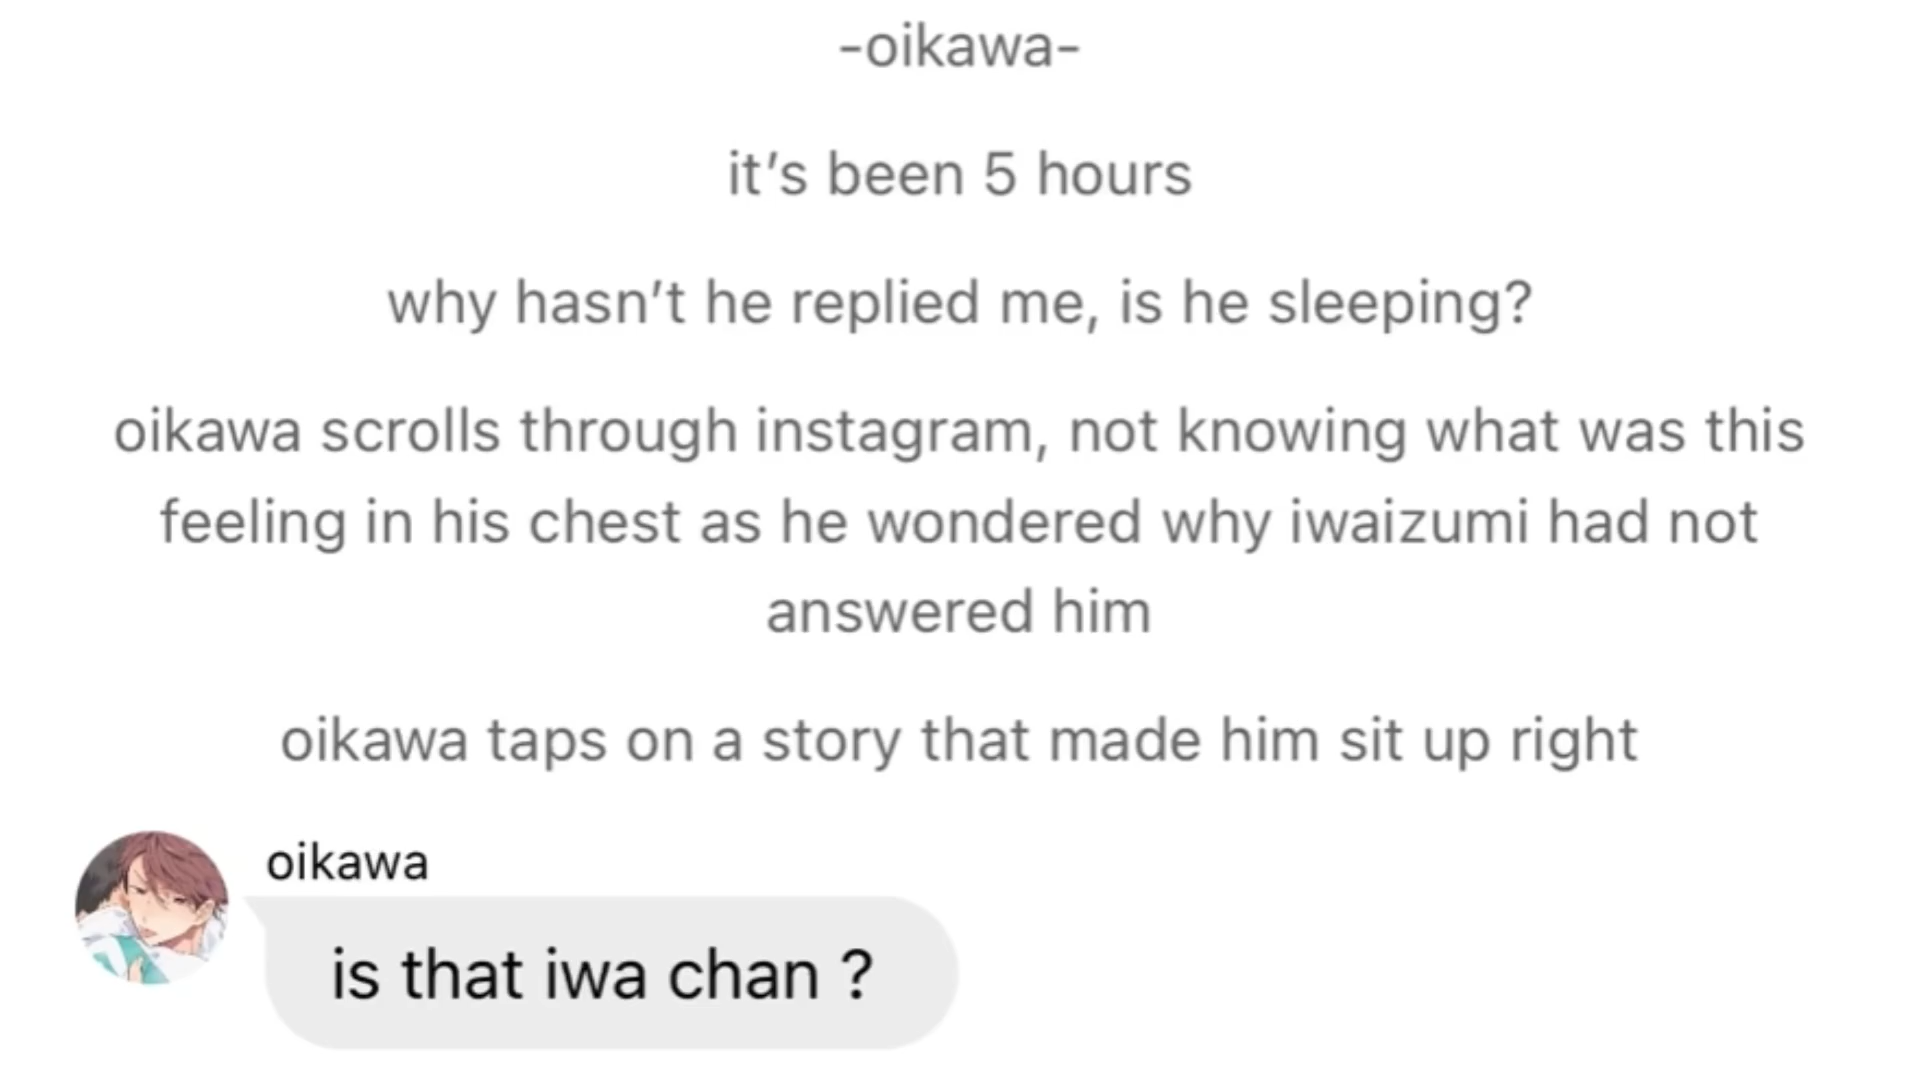 -oikawa-
it’s been 5 hours
why hasn’t he replied me, is he sleeping?
oikawa scrolls through instagram, not knowing what was this
feeling in his chest as he wondered why iwaizumi had not
answered him
oikawa taps on a story that made him sit up right
oikawa
is that iwa chan ?